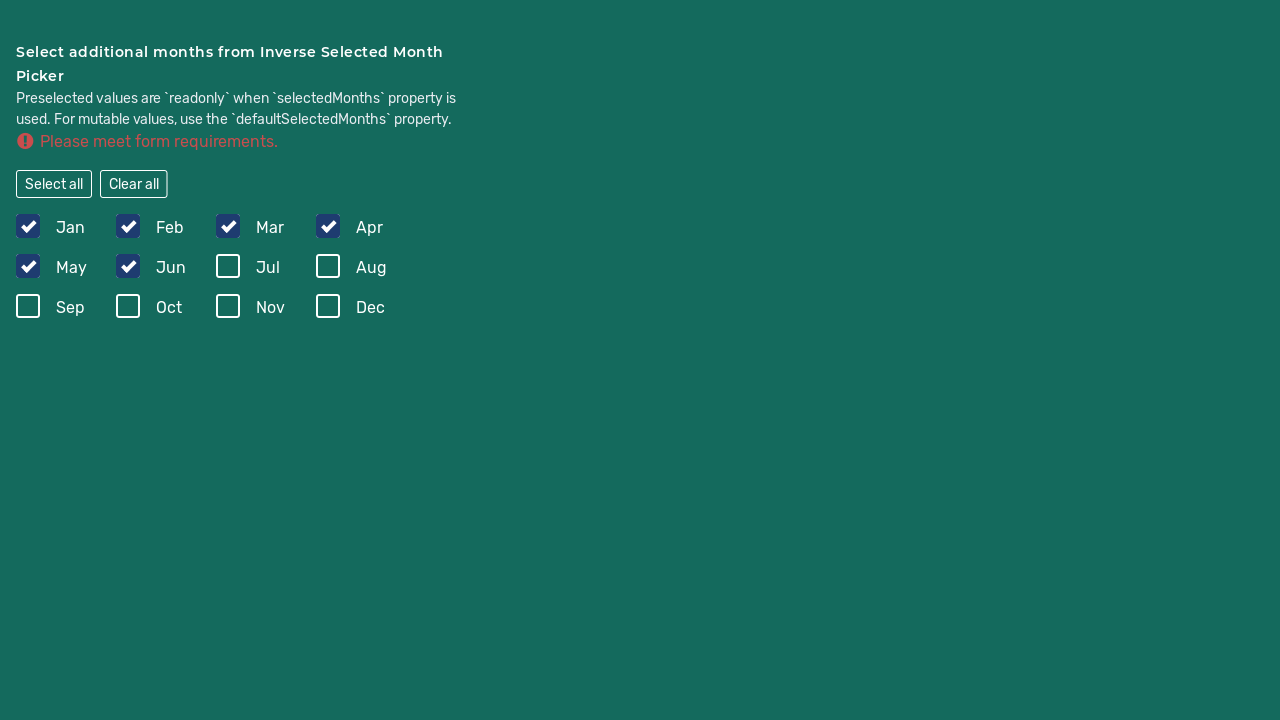 Select additional months from Inverse Selected Month
Picker
Preselected values are `readonly` when `selectedMonths` property is
used. For mutable values, use the `defaultSelectedMonths` property.
Please meet form requirements.
Select all Clear all
Jan Feb Mar Apr
May Jun Jul Aug
Sep Oct Nov Dec